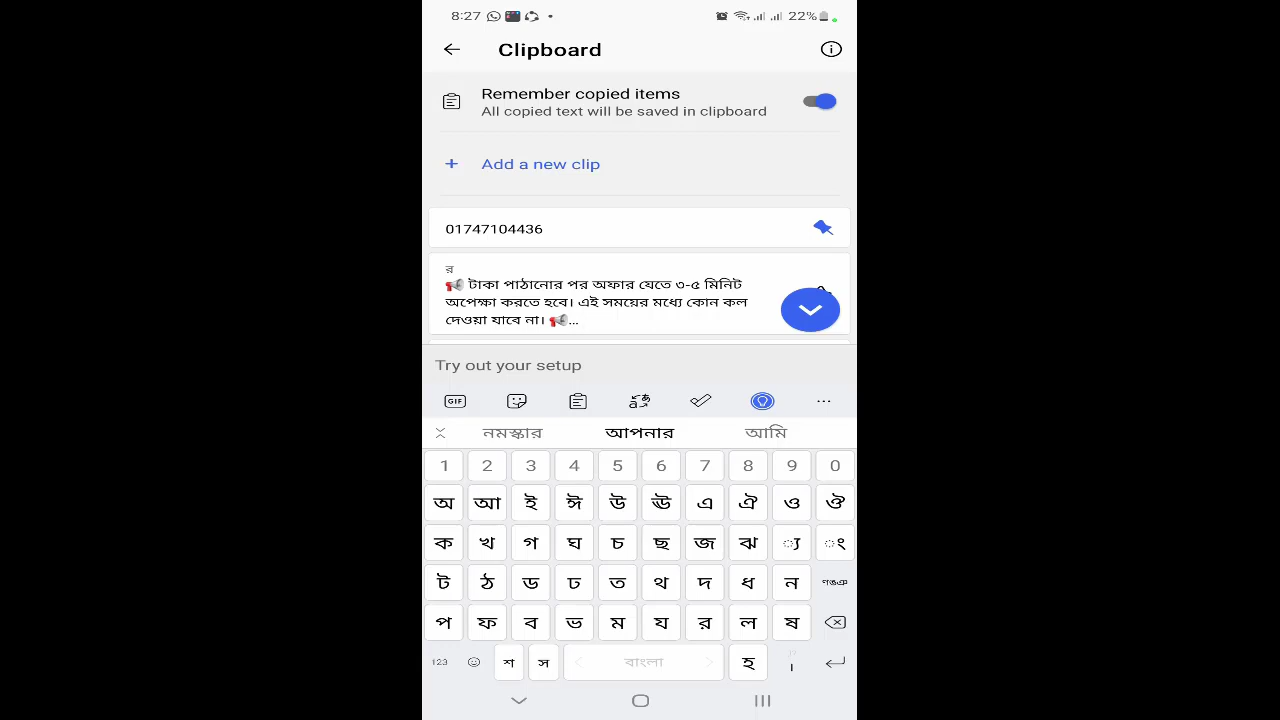 8:27 22%
Clipboard
Remember copied items
All copied text will be saved in clipboard
+ Add a new clip
01747104436
র
📢 টাকা পাঠানোর পর অফার যেতে ৩-৫ মিনিট
অপেক্ষা করতে হবে। এই সময়ের মধ্যে কোন কল
দেওয়া যাবে না। 📢...
Try out your setup
GIF
নমস্কার আপনার আমি
1 2 3 4 5 6 7 8 9 0
অ আ ই ঈ উ ঊ এ ঐ ও ঔ
ক খ গ ঘ চ ছ জ ঝ ্য ং
ট ঠ ড ঢ ত থ দ ধ ন ণঙঞ
প ফ ব ভ ম য র ল ষ
123 শ স বাংলা হ ।